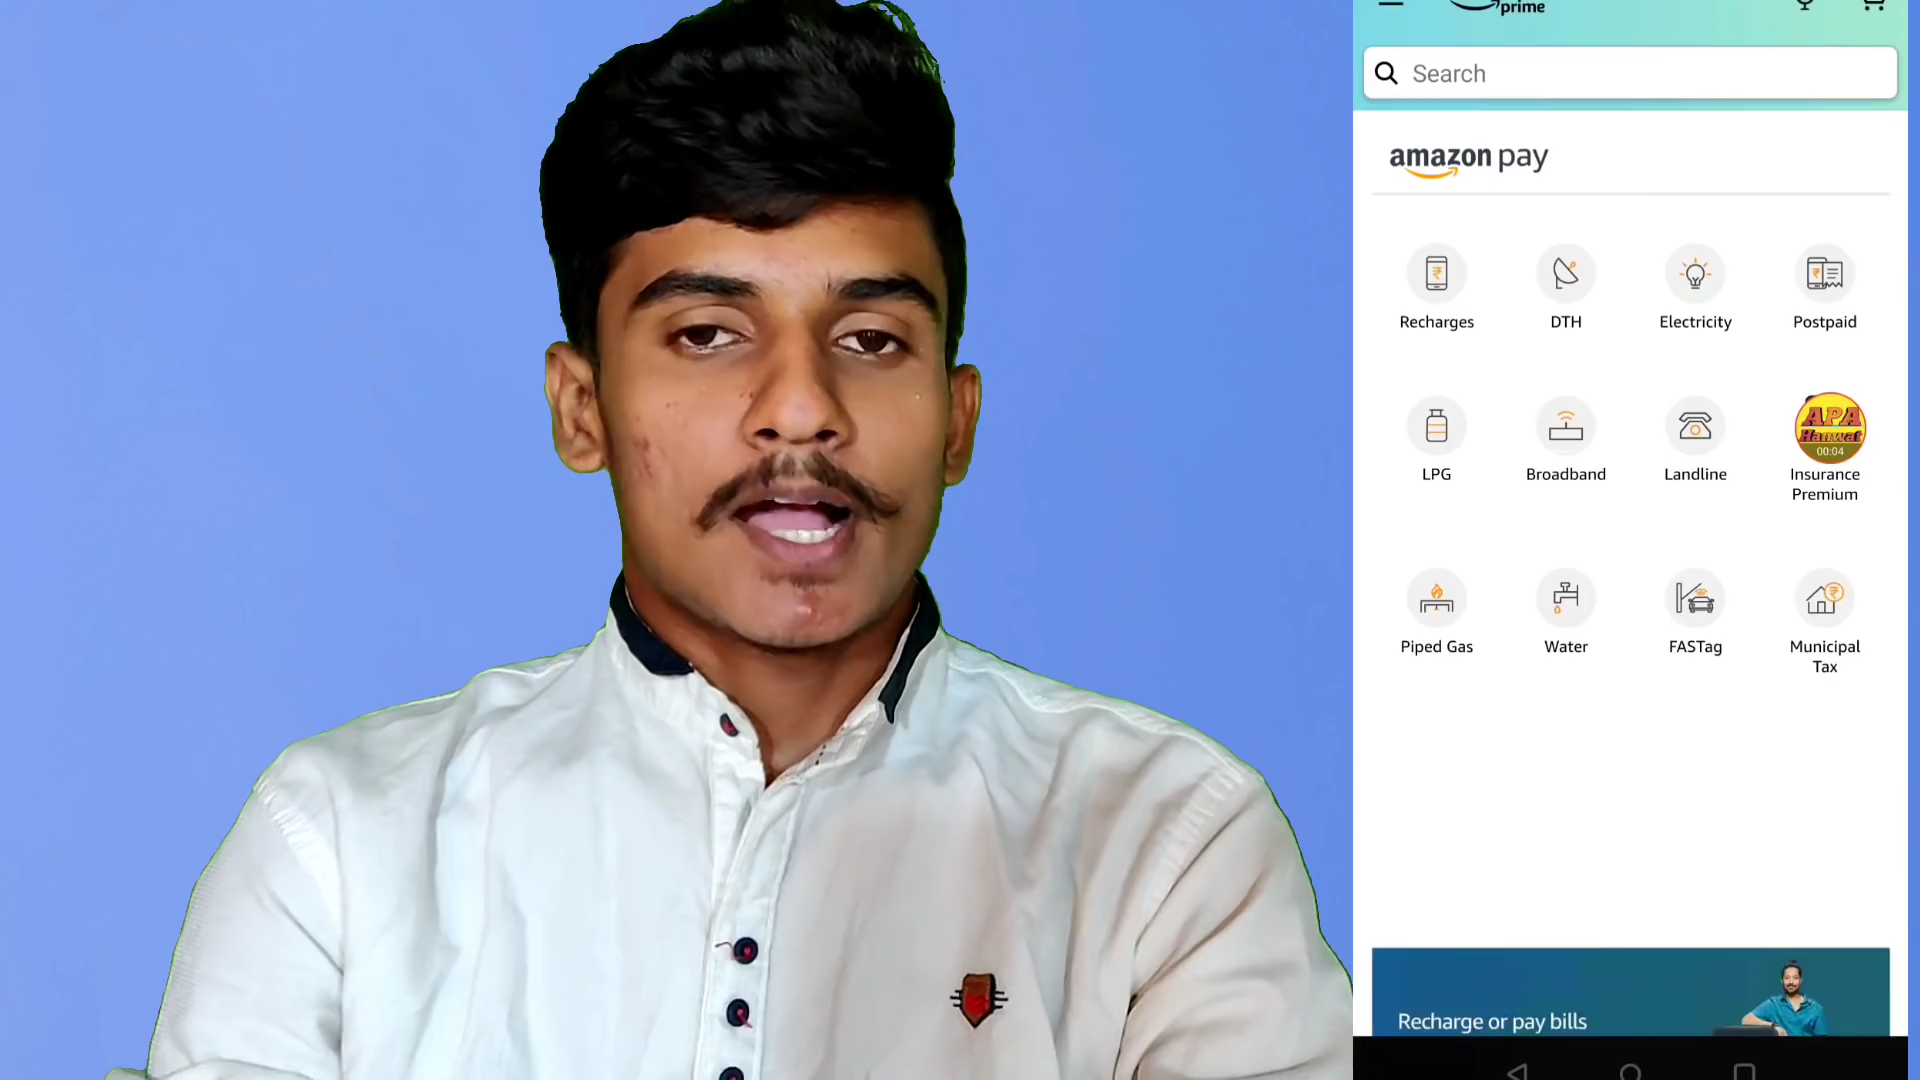 prime
Search
amazon pay
Recharges
DTH
Electricity
Postpaid
LPG
Broadband
Landline
APA
Hanwat
00:04
Insurance
Premium
Piped Gas
Water
FASTag
Municipal
Tax
Recharge or pay bills